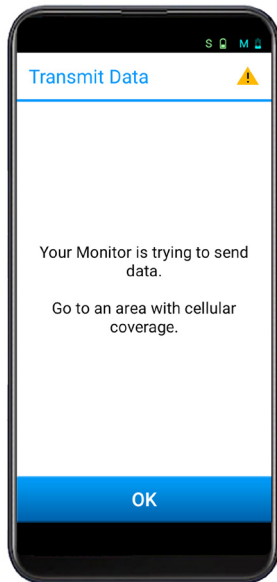 S M
Transmit Data
Your Monitor is trying to send
data.
Go to an area with cellular
coverage.
OK